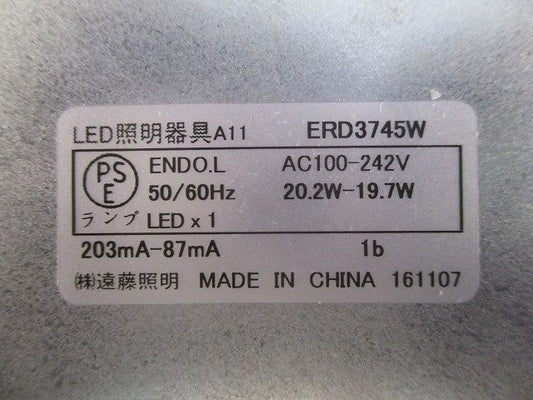 LED照明器具A11 ERD3745W
PSE ENDO.L AC100-242V
50/60Hz 20.2W-19.7W
ランプ LED x 1
203mA-87mA 1b
㈱遠藤照明 MADE IN CHINA 161107